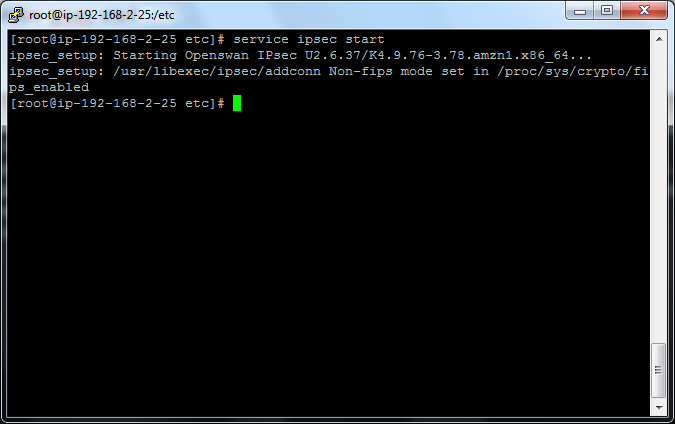 root@ip-192-168-2-25:/etc
[root@ip-192-168-2-25 etc]# service ipsec start
ipsec_setup: Starting Openswan IPsec U2.6.37/K4.9.76-3.78.amzn1.x86_64...
ipsec_setup: /usr/libexec/ipsec/addconn Non-fips mode set in /proc/sys/crypto/fi
ps_enabled
[root@ip-192-168-2-25 etc]#